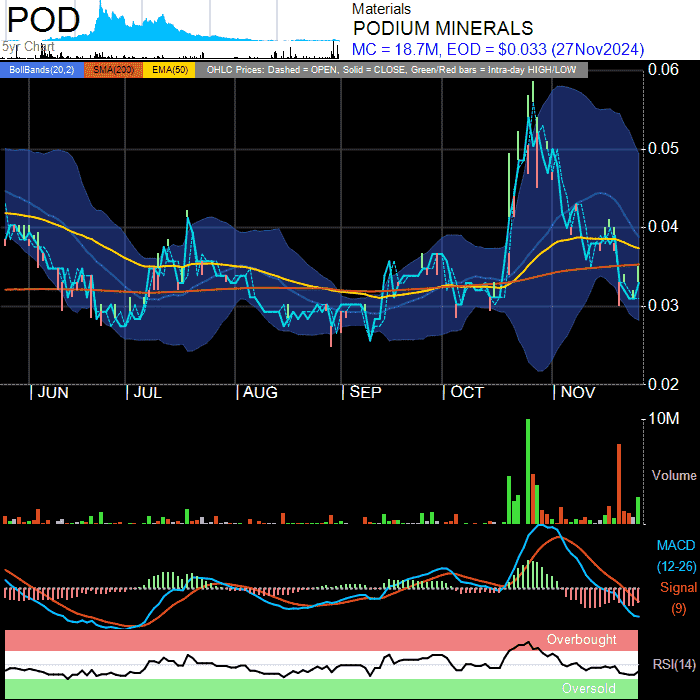 POD
5yr Chart
Materials
PODIUM MINERALS
MC = 18.7M, EOD = $0.033 (27Nov2024)
BollBands(20,2) SMA(200) EMA(50) OHLC Prices: Dashed = OPEN, Solid = CLOSE, Green/Red bars = Intra-day HIGH/LOW
0.06
0.05
0.04
0.03
0.02
JUN JUL AUG SEP OCT NOV
10M
Volume
MACD
(12-26)
Signal
(9)
Overbought
RSI(14)
Oversold